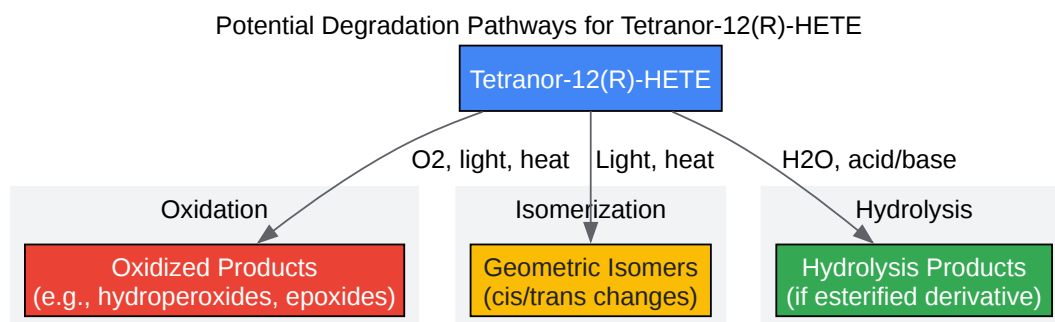 Potential Degradation Pathways for Tetranor-12(R)-HETE
Tetranor-12(R)-HETE
O2, light, heat
Light, heat
H2O, acid/base
Oxidation
Isomerization
Hydrolysis
Oxidized Products
(e.g., hydroperoxides, epoxides)
Geometric Isomers
(cis/trans changes)
Hydrolysis Products
(if esterified derivative)